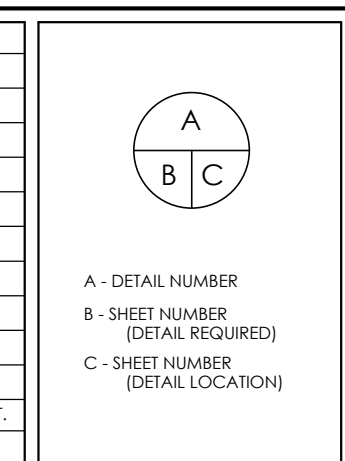 A
B C
A - DETAIL NUMBER
B - SHEET NUMBER
(DETAIL REQUIRED)
C - SHEET NUMBER
(DETAIL LOCATION)